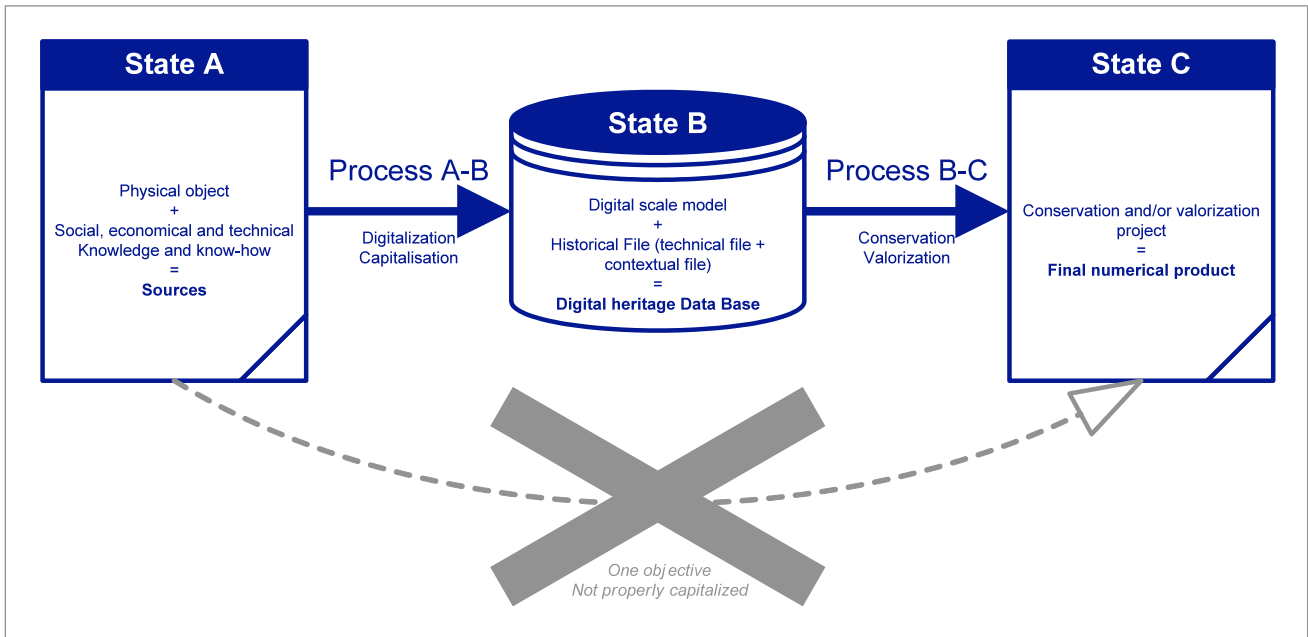 State A
Physical object
+
Social, economical and technical
Knowledge and know-how
=
Sources
Process A-B
Digitalization
Capitalisation
State B
Digital scale model
+
Historical File (technical file +
contextual file)
=
Digital heritage Data Base
Process B-C
Conservation
Valorization
State C
Conservation and/or valorization
project
=
Final numerical product
One objective
Not properly capitalized